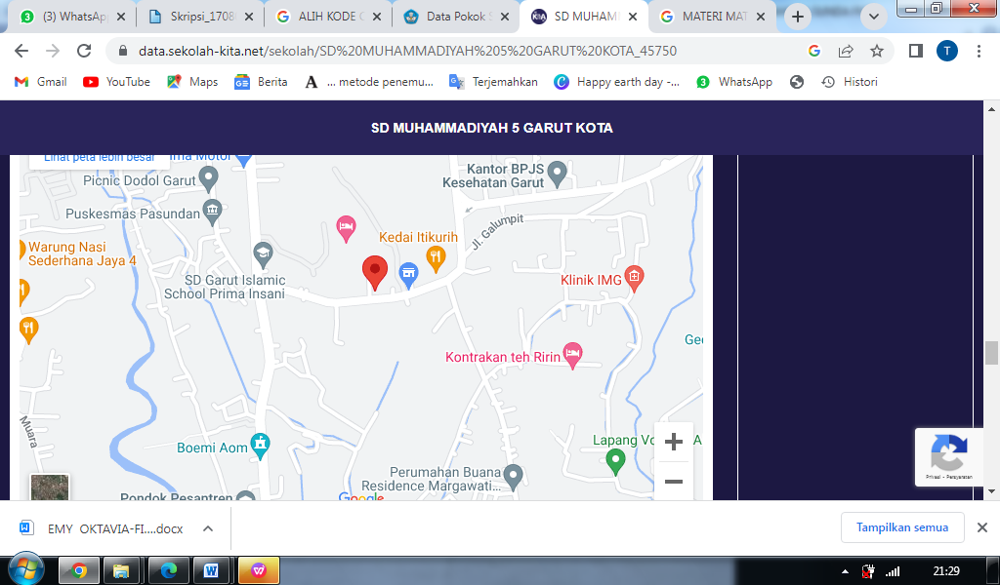 (3) WhatsAp
Skripsi_1708
ALIH KODE
Data Pokok S
SD MUHAMM
MATERI MAT
data.sekolah-kita.net/sekolah/SD%20MUHAMMADIYAH%205%20GARUT%20KOTA_45750
T
Gmail
YouTube
Maps
Berita
... metode penemu...
Terjemahkan
Happy earth day -...
WhatsApp
Histori
SD MUHAMMADIYAH 5 GARUT KOTA
Lihat peta lebih besar
Motor
Kantor BPJS
Kesehatan Garut
Picnic Dodol Garut
Puskesmas Pasundan
Jl. Galumpit
Kedai Itikurih
Warung Nasi
Sederhana Jaya 4
SD Garut Islamic
School Prima Insani
Klinik IMG
Kontrakan teh Ririn
Muara
Boemi Aom
Lapang
Perumahan Buana
Residence Margawati...
Pondok Pesantren
Google
Privasi - Persyaratan
EMY OKTAVIA-FI....docx
Tampilkan semua
21:29